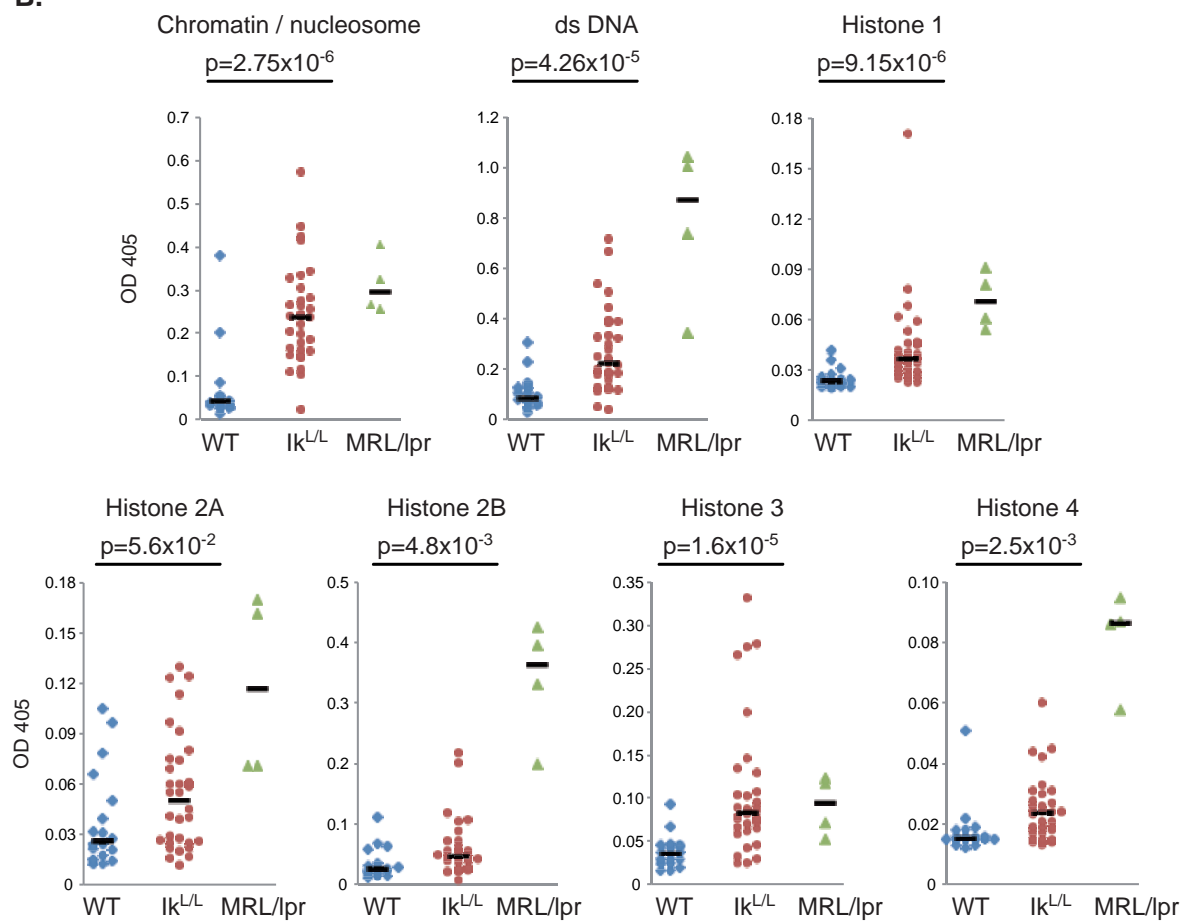 B.
Chromatin / nucleosome
p=2.75x10-6
ds DNA
p=4.26x10-5
Histone 1
p=9.15x10-6
OD 405
0.7
0.6
0.5
0.4
0.3
0.2
0.1
0
WT IkL/L MRL/lpr
1.2
1.0
0.8
0.6
0.4
0.2
0
WT IkL/L MRL/lpr
0.18
0.15
0.12
0.09
0.06
0.03
0
WT IkL/L MRL/lpr
Histone 2A
p=5.6x10-2
Histone 2B
p=4.8x10-3
Histone 3
p=1.6x10-5
Histone 4
p=2.5x10-3
OD 405
0.18
0.15
0.12
0.09
0.06
0.03
0
WT IkL/L MRL/lpr
0.5
0.4
0.3
0.2
0.1
0
WT IkL/L MRL/lpr
0.35
0.30
0.25
0.20
0.15
0.10
0.05
0
WT IkL/L MRL/lpr
0.10
0.08
0.06
0.04
0.02
0
WT IkL/L MRL/lpr